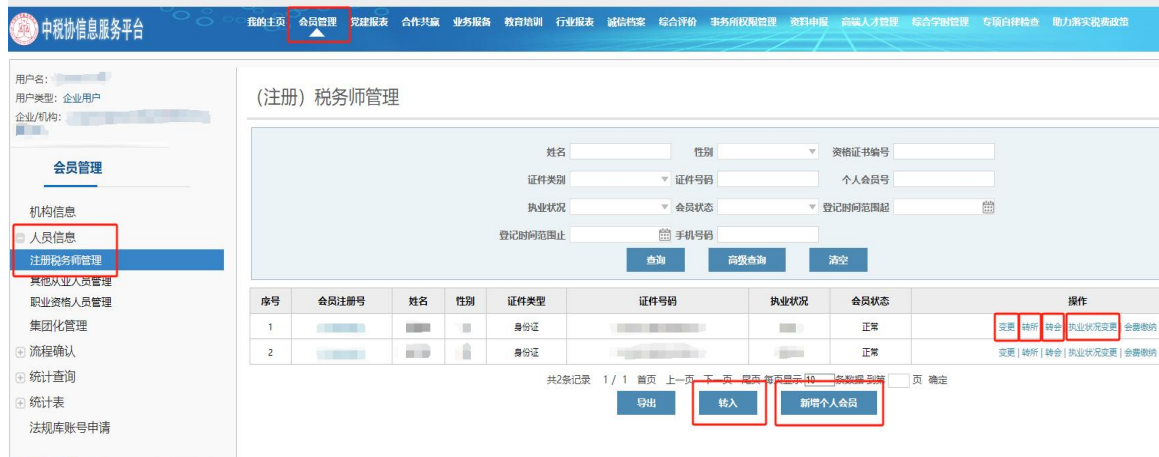 中税协信息服务平台
我的主页 会员管理 党建报表 合作共赢 业务报备 教育培训 行业报表 诚信档案 综合评价 事务所权限管理 资料申报 高端人才管理 综合学时管理 专项自律检查 助力落实税费政策
用户名：
用户类型：企业用户
企业/机构：
会员管理
机构信息
人员信息
注册税务师管理
其他从业人员管理
职业资格人员管理
集团化管理
流程确认
统计查询
统计表
法规库账号申请
（注册）税务师管理
姓名 性别 资格证书编号
证件类别 证件号码 个人会员号
执业状况 会员状态 登记时间范围起
登记时间范围止 手机号码
查询 高级查询 清空
序号 会员注册号 姓名 性别 证件类型 证件号码 执业状况 会员状态 操作
1 身份证 正常 变更 | 转所 | 转会 | 执业状况变更 | 会费缴纳
2 身份证 正常 变更 | 转所 | 转会 | 执业状况变更 | 会费缴纳
共2条记录 1 / 1 首页 上一页 下一页 尾页 每页显示 10 条数据 到第 页 确定
导出 转入 新增个人会员